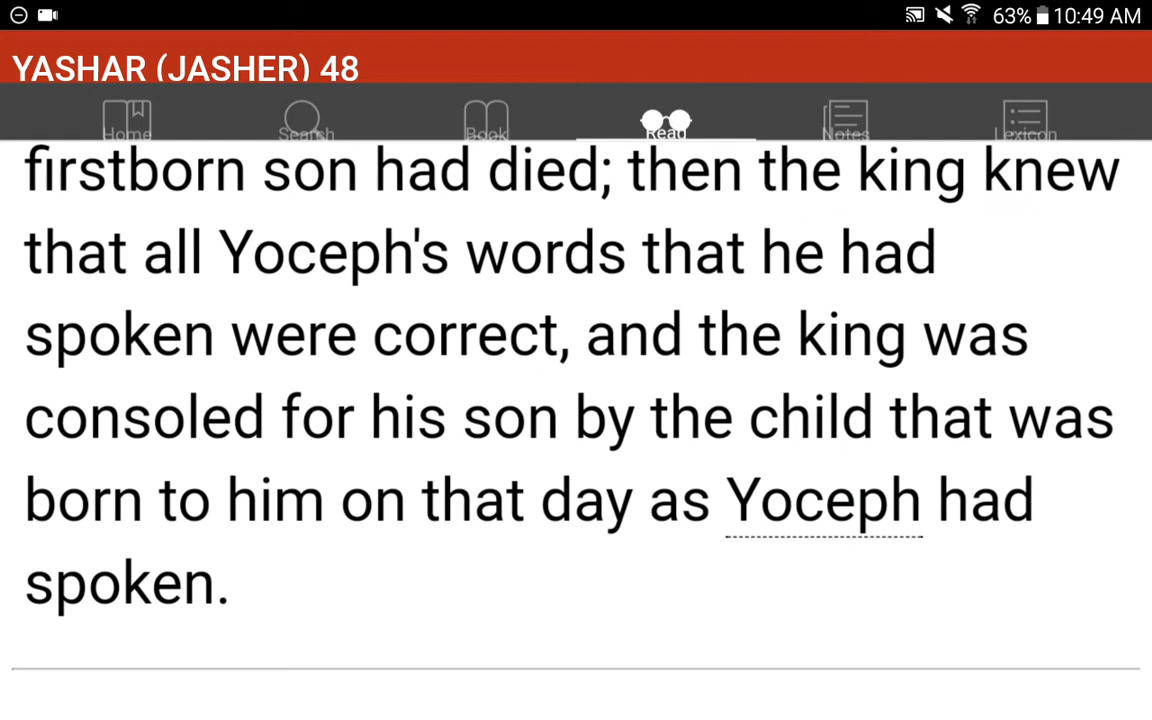 63% 10:49 AM
YASHAR (JASHER) 48
Home Search Book Read Notes Lexicon
firstborn son had died; then the king knew
that all Yoceph's words that he had
spoken were correct, and the king was
consoled for his son by the child that was
born to him on that day as Yoceph had
spoken.